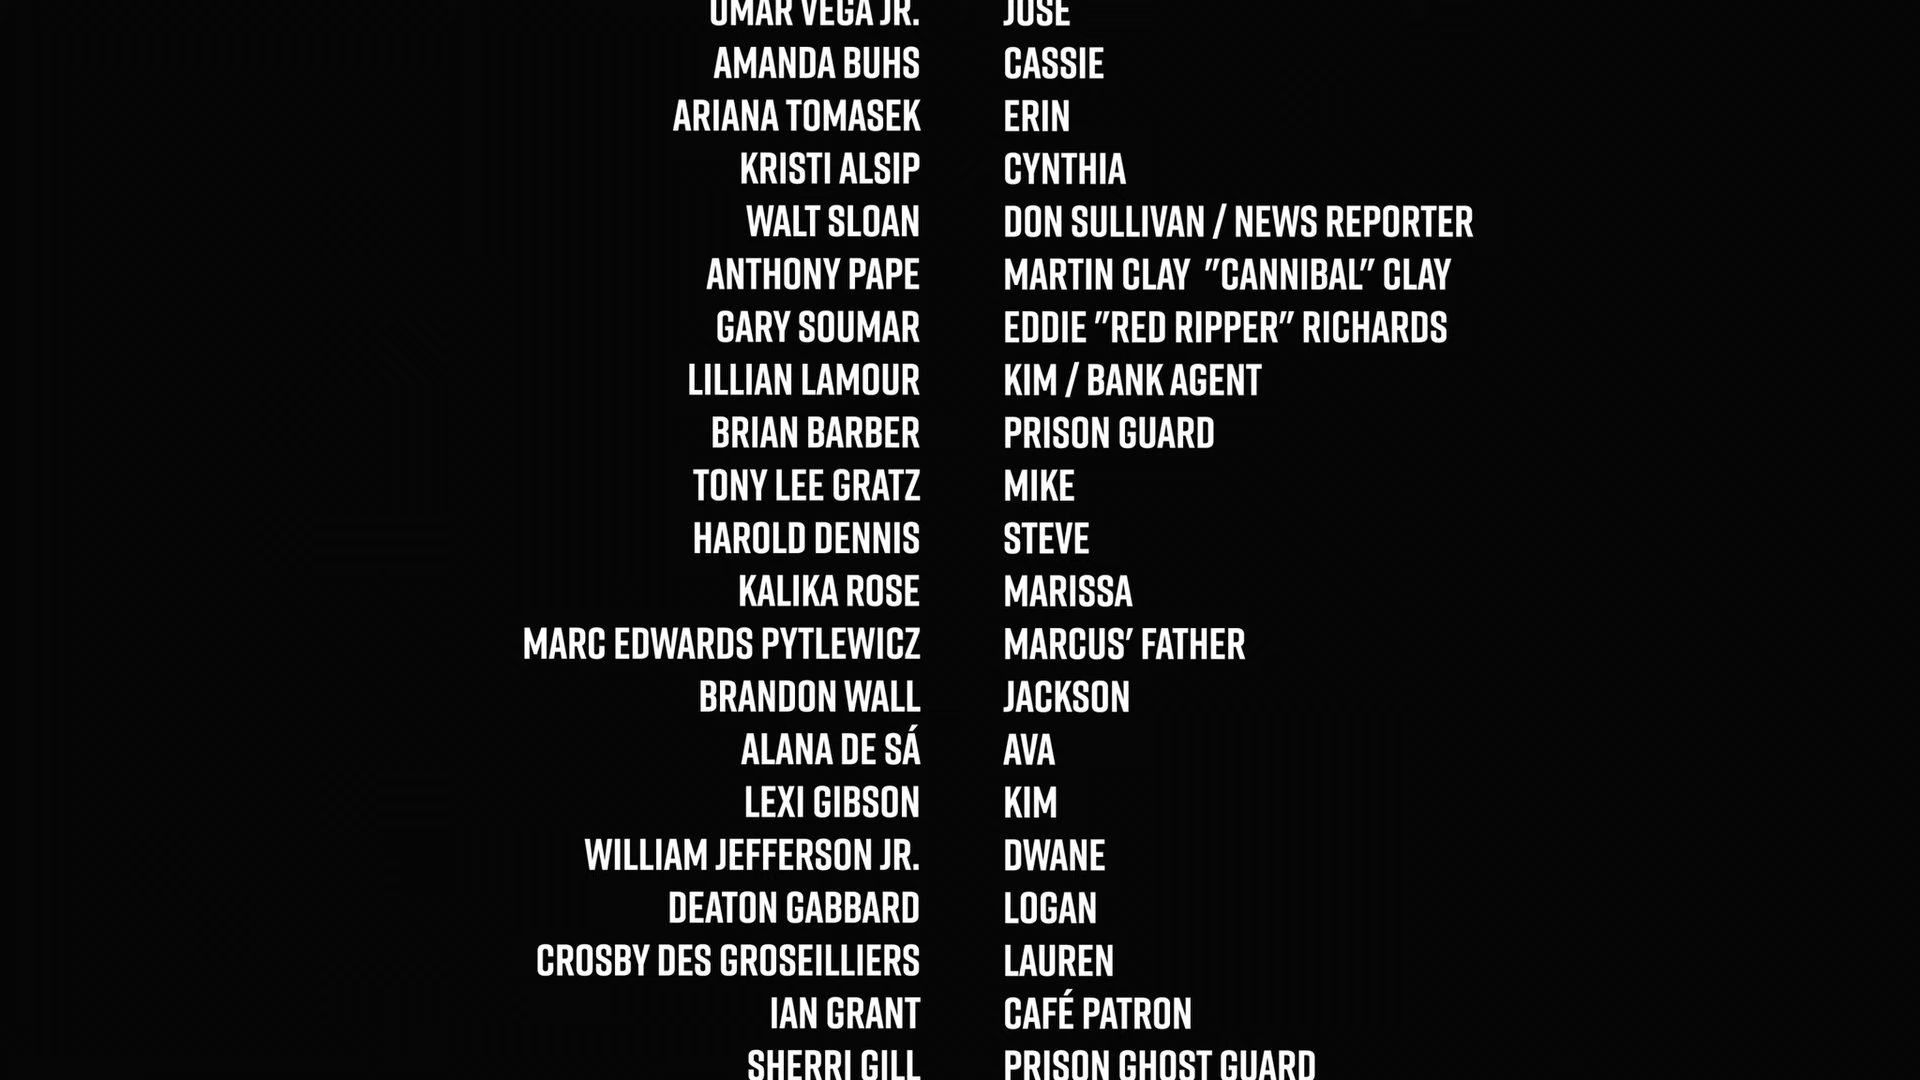 OMAR VEGA JR. JOSE
AMANDA BUHS CASSIE
ARIANA TOMASEK ERIN
KRISTI ALSIP CYNTHIA
WALT SLOAN DON SULLIVAN / NEWS REPORTER
ANTHONY PAPE MARTIN CLAY "CANNIBAL" CLAY
GARY SOUMAR EDDIE "RED RIPPER" RICHARDS
LILLIAN LAMOUR KIM / BANK AGENT
BRIAN BARBER PRISON GUARD
TONY LEE GRATZ MIKE
HAROLD DENNIS STEVE
KALIKA ROSE MARISSA
MARC EDWARDS PYTLEWICZ MARCUS' FATHER
BRANDON WALL JACKSON
ALANA DE SÁ AVA
LEXI GIBSON KIM
WILLIAM JEFFERSON JR. DWANE
DEATON GABBARD LOGAN
CROSBY DES GROSEILLIERS LAUREN
IAN GRANT CAFÉ PATRON
SHERRI GILL PRISON GHOST GUARD